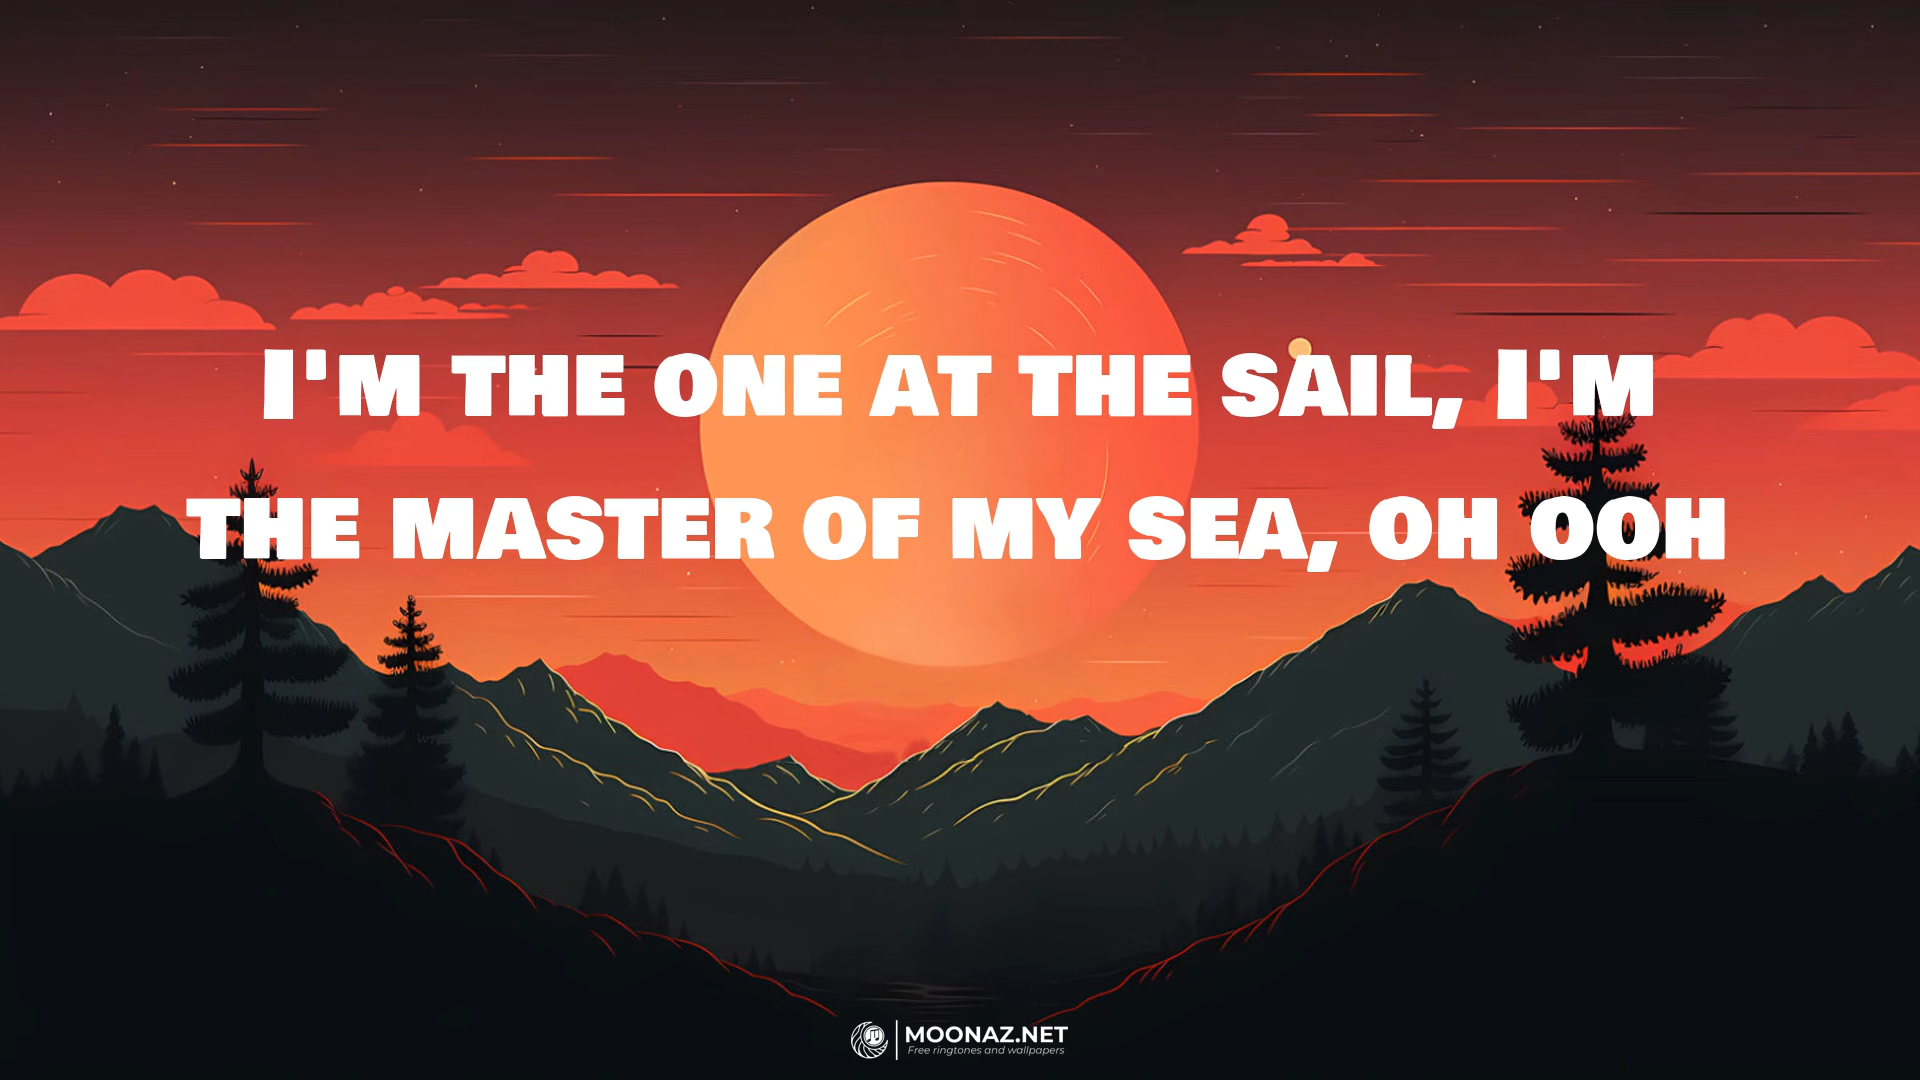 I'M THE ONE AT THE SAIL, I'M
THE MASTER OF MY SEA, OH OOH
MOONAZ.NET
Free ringtones and wallpapers